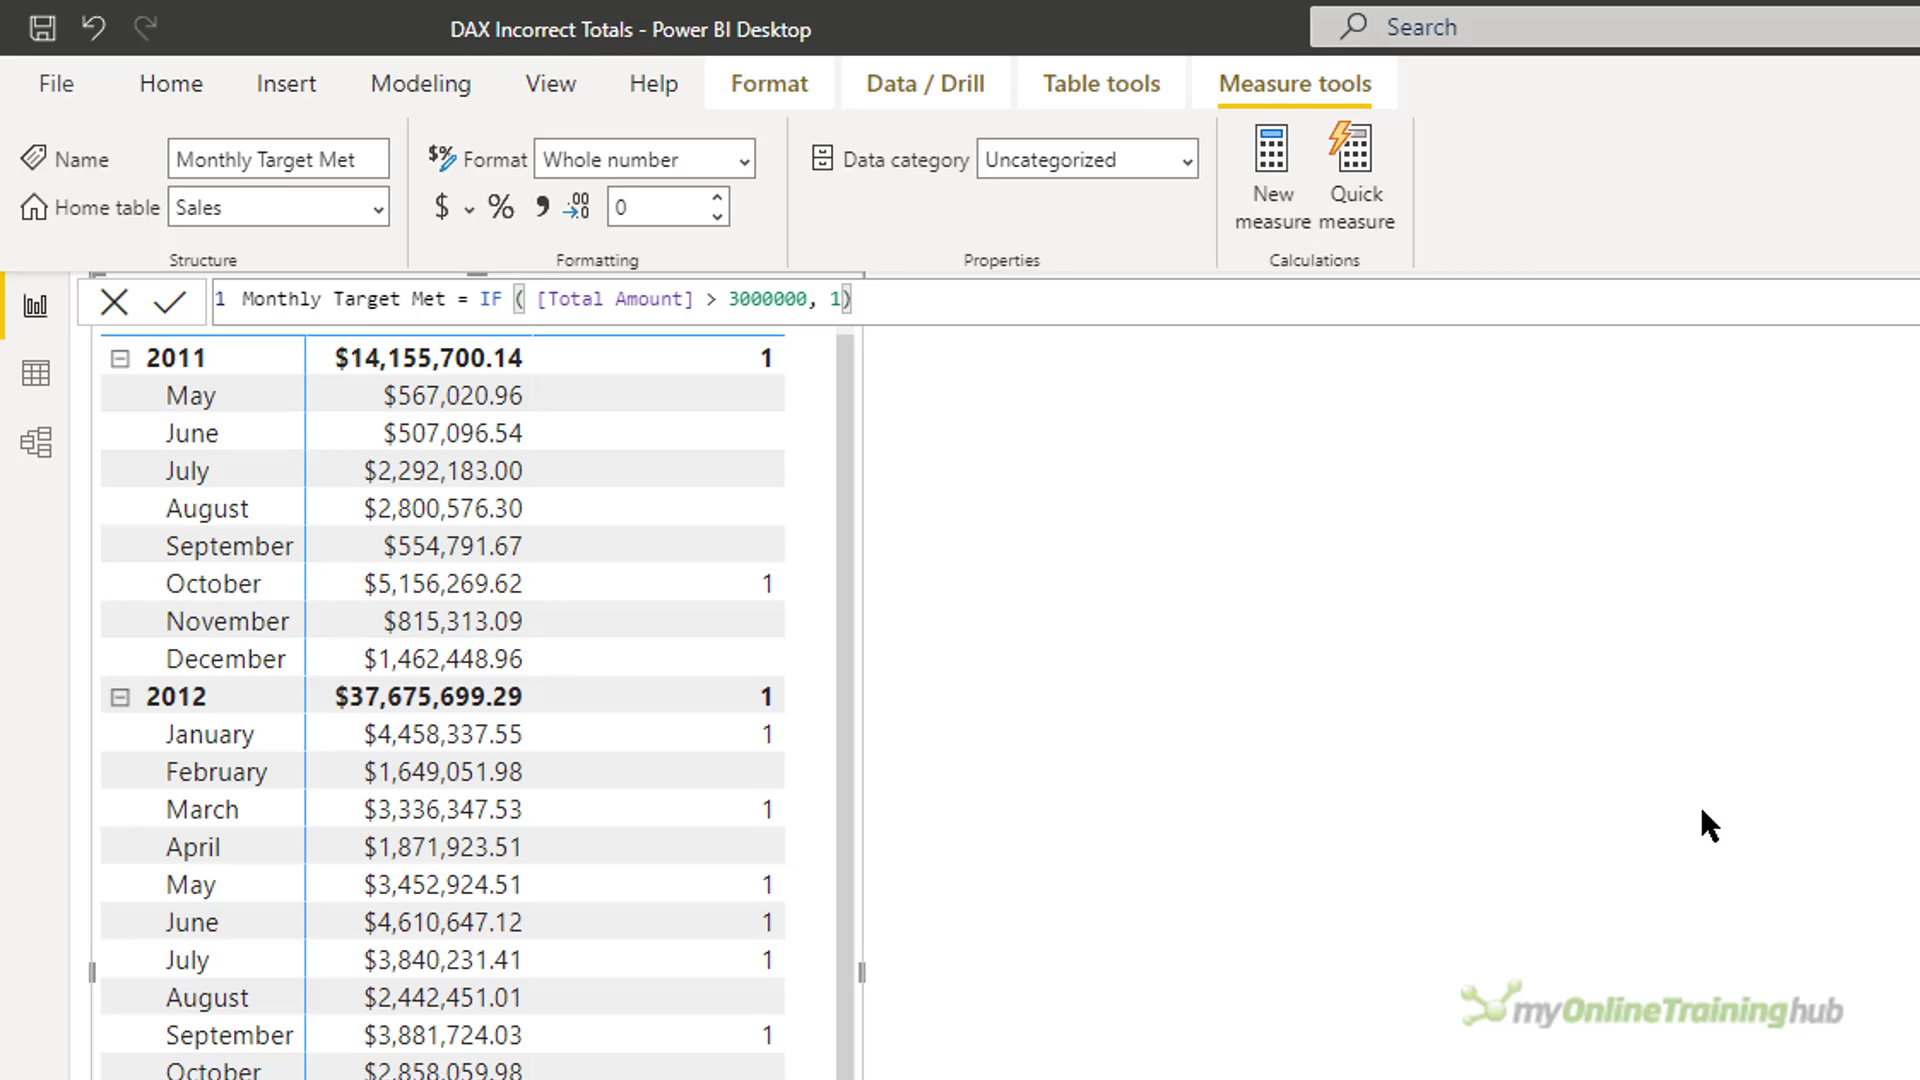 DAX Incorrect Totals - Power BI Desktop
Search
File Home Insert Modeling View Help Format Data / Drill Table tools Measure tools
Name Monthly Target Met
Home table Sales
Structure
$% Format Whole number
$ % , .00 0
Formatting
Data category Uncategorized
Properties
New measure
Quick measure
Calculations
1 Monthly Target Met = IF ( [Total Amount] > 3000000, 1)
2011 $14,155,700.14 1
May $567,020.96
June $507,096.54
July $2,292,183.00
August $2,800,576.30
September $554,791.67
October $5,156,269.62 1
November $815,313.09
December $1,462,448.96
2012 $37,675,699.29 1
January $4,458,337.55 1
February $1,649,051.98
March $3,336,347.53 1
April $1,871,923.51
May $3,452,924.51 1
June $4,610,647.12 1
July $3,840,231.41 1
August $2,442,451.01
September $3,881,724.03 1
October $2,858,059.98
myOnlineTraininghub